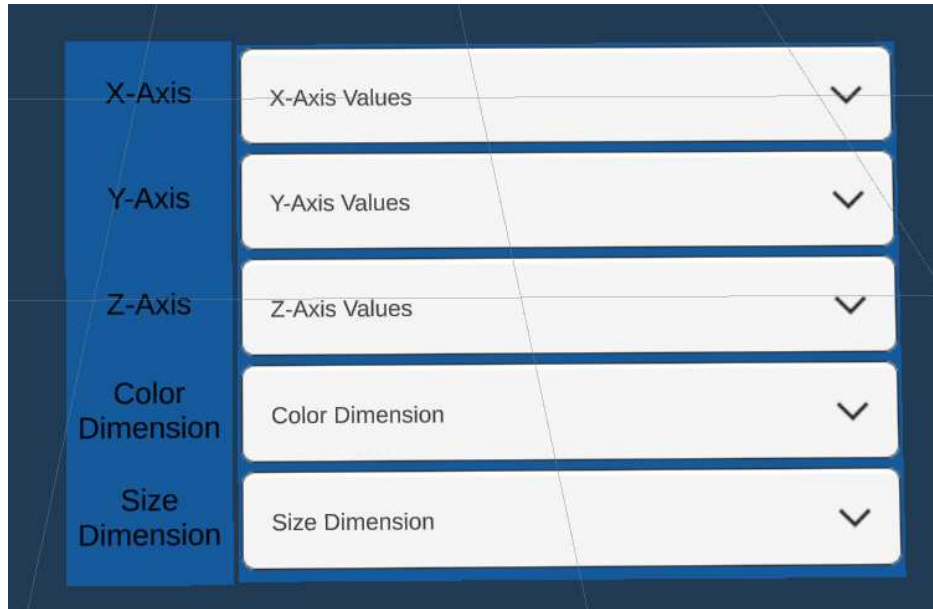 X-Axis
X-Axis Values
Y-Axis
Y-Axis Values
Z-Axis
Z-Axis Values
Color
Dimension
Color Dimension
Size
Dimension
Size Dimension